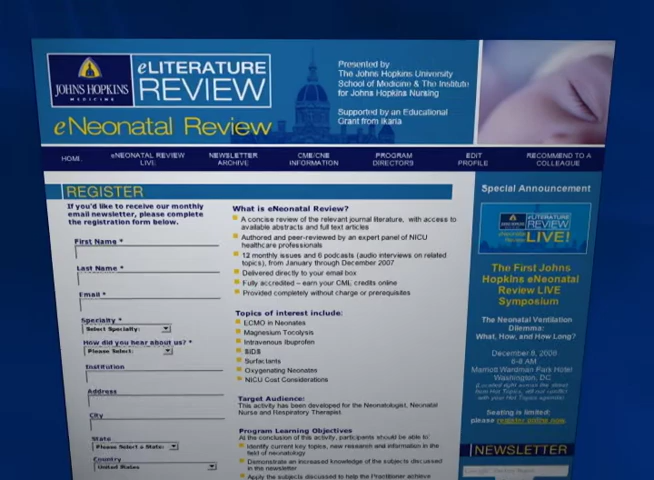 JOHNS HOPKINS
MEDICINE
eLITERATURE
REVIEW
eNeonatal Review
Presented by
The Johns Hopkins University
School of Medicine & The Institute
for Johns Hopkins Nursing
Supported by an Educational
Grant from Ikaria
HOME
eNEONATAL REVIEW
LIVE
NEWSLETTER
ARCHIVE
CME/CNE
INFORMATION
PROGRAM
DIRECTORS
EDIT
PROFILE
RECOMMEND TO A
COLLEAGUE
REGISTER
If you'd like to receive our monthly
email newsletter, please complete
the registration form below.
First Name *
Last Name *
Email *
Specialty *
Select Specialty:
How did you hear about us? *
Please Select:
Institution
Address
City
State
Please Select a State:
Country
United States
What is eNeonatal Review?
A concise review of the relevant journal literature, with access to
available abstracts and full text articles
Authored and peer-reviewed by an expert panel of NICU
healthcare professionals
12 monthly issues and 6 podcasts (audio interviews on related
topics), from January through December 2007
Delivered directly to your email box
Fully accredited – earn your CME credits online
Provided completely without charge or prerequisites
Topics of interest include:
ECMO in Neonates
Magnesium Tocolysis
Intravenous Ibuprofen
SIDS
Surfactants
Oxygenating Neonates
NICU Cost Considerations
Target Audience:
This activity has been developed for the Neonatologist, Neonatal
Nurse and Respiratory Therapist.
Program Learning Objectives
At the conclusion of this activity, participants should be able to:
Identify current key topics, new research and information in the
field of neonatology
Demonstrate an increased knowledge of the subjects discussed
in the newsletter
Apply the subjects discussed to help the Practitioner achieve
Special Announcement
eLITERATURE
REVIEW
LIVE!
The First Johns
Hopkins eNeonatal
Review LIVE
Symposium
The Neonatal Ventilation
Dilemma:
What, How, and How Long?
December 8, 2006
6-8 AM
Marriott Wardman Park Hotel
Washington, DC
Seating is limited;
please register online now.
NEWSLETTER